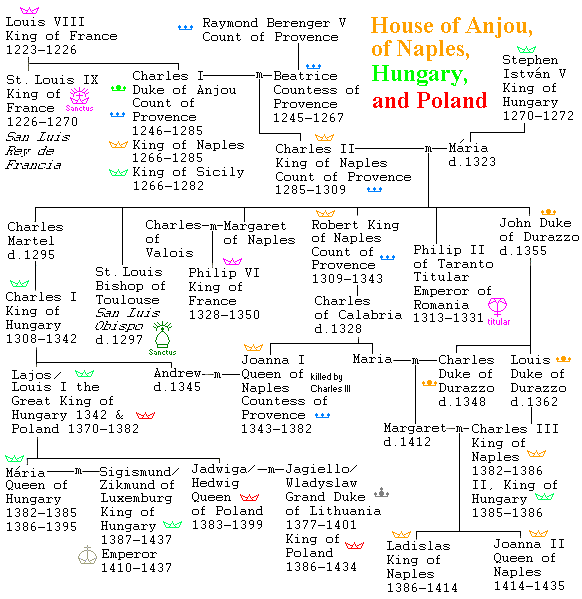 House of Anjou,
of Naples,
Hungary,
and Poland
Louis VIII
King of France
1223—1226
Raymond Berenger V
Count of Provence
Stephen
István V
King of
Hungary
1270—1272
St. Louis IX
King of
France
1226—1270
San Luis
Rey de
Francia
Sanctus
Charles I
Duke of Anjou
Count of
Provence
1246—1285
King of Naples
1266—1285
King of Sicily
1266—1282
m
Beatrice
Countess of
Provence
1245—1267
Charles II
King of Naples
Count of Provence
1285—1309
m
Mária
d.1323
Charles
Martel
d.1295
St. Louis
Bishop of
Toulouse
San Luis
Obispo
d.1297
Sanctus
Charles
of
Valois
m
Margaret
of Naples
Philip VI
King of
France
1328—1350
Robert King
of Naples
Count of
Provence
1309—1343
Philip II
of Taranto
Titular
Emperor of
Romania
1313—1331
titular
John Duke
of Durazzo
d.1355
Charles I
King of
Hungary
1308—1342
Charles
of Calabria
d.1328
Lajos/
Louis I the
Great King of
Hungary 1342 &
Poland 1370—1382
Andrew
d.1345
m
Joanna I
Queen of
Naples
Countess of
Provence
1343—1382
killed by
Charles III
Maria
m
Charles
Duke of
Durazzo
d.1348
Louis
Duke of
Durazzo
d.1362
Margaret
d.1412
m
Charles III
King of
Naples
1382—1386
II, King of
Hungary
1385—1386
Mária
Queen of
Hungary
1382—1385
1386—1395
m
Sigismund/
Zikmund of
Luxemburg
King of
Hungary
1387—1437
Emperor
1410—1437
Jadwiga/
Hedwig
Queen
of Poland
1383—1399
m
Jagiello/
Wladyslaw
Grand Duke
of Lithuania
1377—1401
King of
Poland
1386—1434
Ladislas
King of
Naples
1386—1414
Joanna II
Queen of
Naples
1414—1435